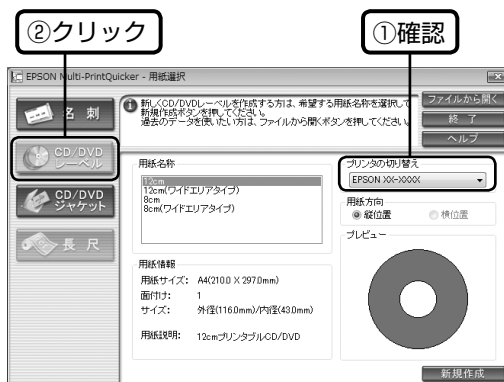 ②クリック
①確認
EPSON Multi-PrintQuicker - 用紙選択
名 刺
新しくCD/DVDレーベルを作成する方は、希望する用紙名称を選択して
新規作成ボタンを押してください。
過去のデータを使いたい方は、ファイルから開くボタンを押してください。
ファイルから開く
終 了
ヘルプ
CD/DVD
レーベル
CD/DVD
ジャケット
長 尺
用紙名称
12cm
12cm(ワイドエリアタイプ)
8cm
8cm(ワイドエリアタイプ)
プリンタの切り替え
EPSON XX-XXXX
用紙方向
縦位置
横位置
プレビュー
用紙情報
用紙サイズ: A4(210.0 X 297.0mm)
面付け: 1
サイズ: 外径(116.0mm)/内径(43.0mm)
用紙説明: 12cmプリンタブルCD/DVD
新規作成